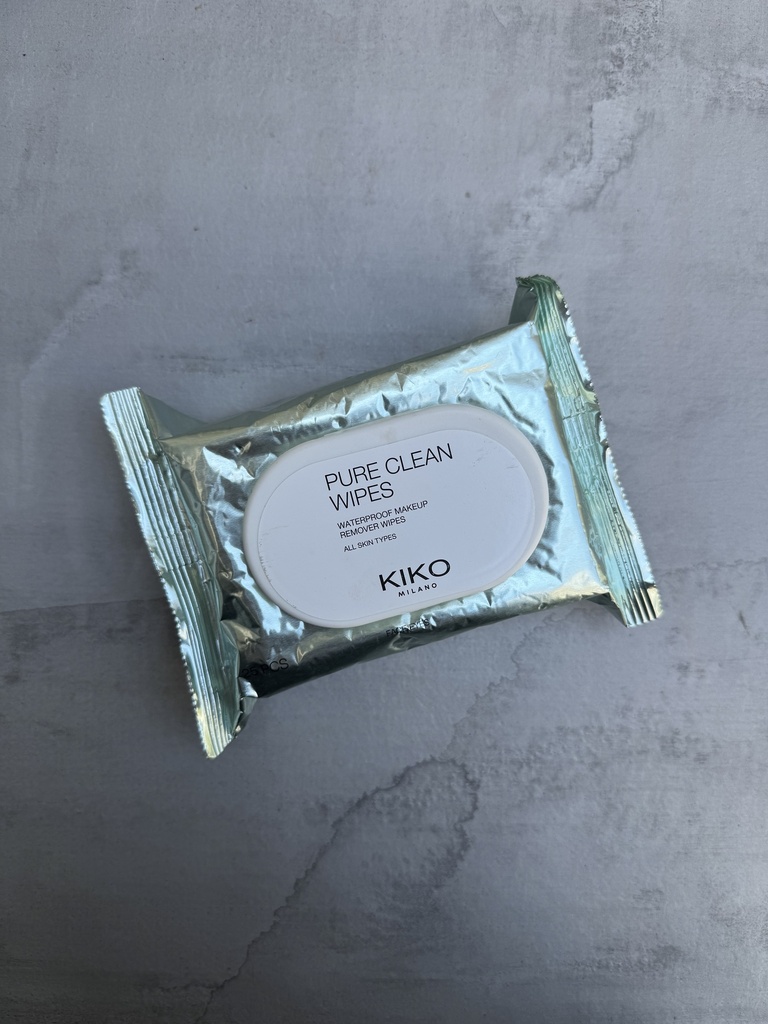 PURE CLEAN
WIPES
WATERPROOF MAKEUP
REMOVER WIPES
ALL SKIN TYPES
KIKO
MILANO